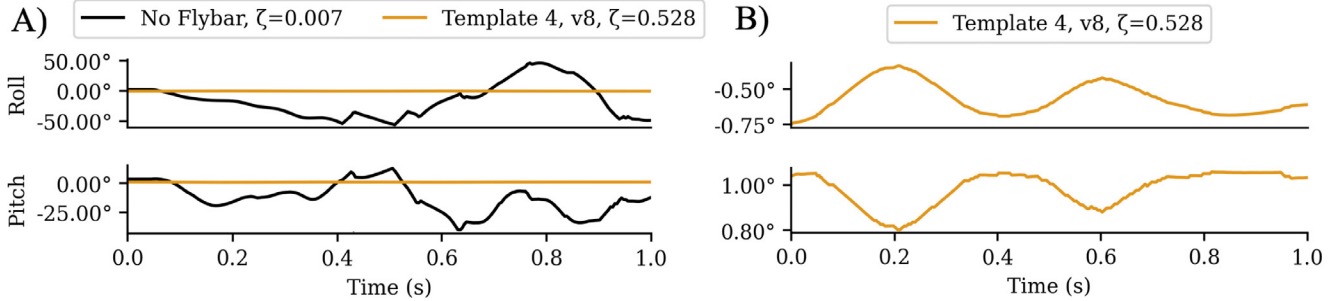 A)
No Flybar, ζ=0.007
Template 4, v8, ζ=0.528
Roll
50.00°
0.00°
-50.00°
Pitch
0.00°
-25.00°
0.0 0.2 0.4 0.6 0.8 1.0
Time (s)
B)
Template 4, v8, ζ=0.528
-0.50°
-0.75°
1.00°
0.80°
0.0 0.2 0.4 0.6 0.8 1.0
Time (s)